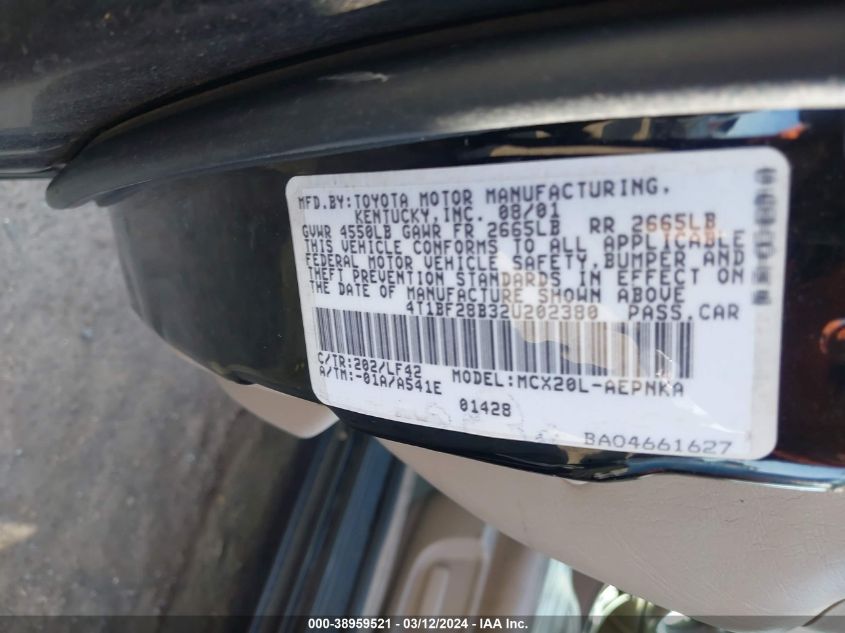 MFD.BY:TOYOTA MOTOR MANUFACTURING,
KENTUCKY,INC. 08/01
GVWR 4550LB GAWR FR 2665LB RR 2665LB
THIS VEHICLE CONFORMS TO ALL APPLICABLE
FEDERAL MOTOR VEHICLE SAFETY,BUMPER AND
THEFT PREVENTION STANDARDS IN EFFECT ON
THE DATE OF MANUFACTURE SHOWN ABOVE
4T1BF28B32U202380 PASS.CAR
C/TR:202/LF42
A/TM:-01A/A541E MODEL:MCX20L-AEPNKA
01428
BA04661627
000-38959521 - 03/12/2024 - IAA Inc.